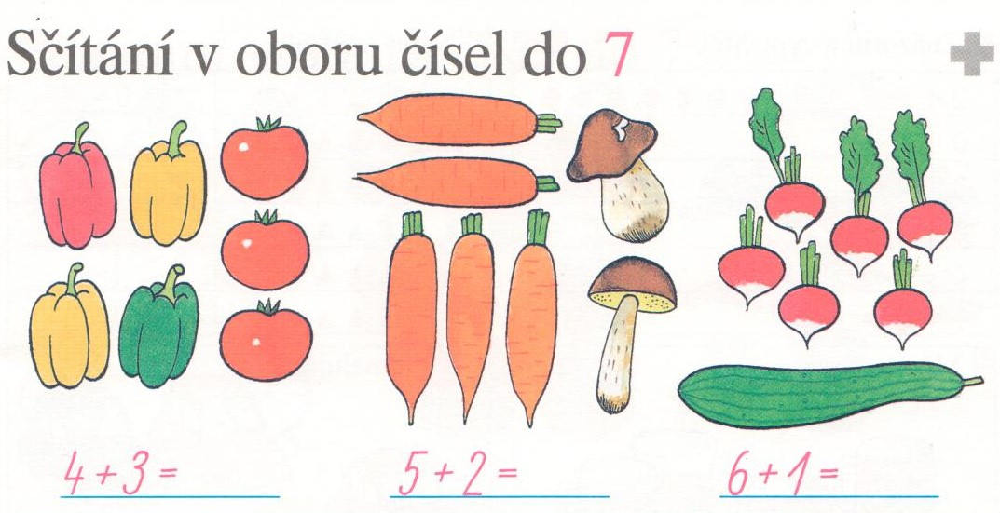 Sčítání v oboru čísel do 7
4+3=
5+2=
6+1=